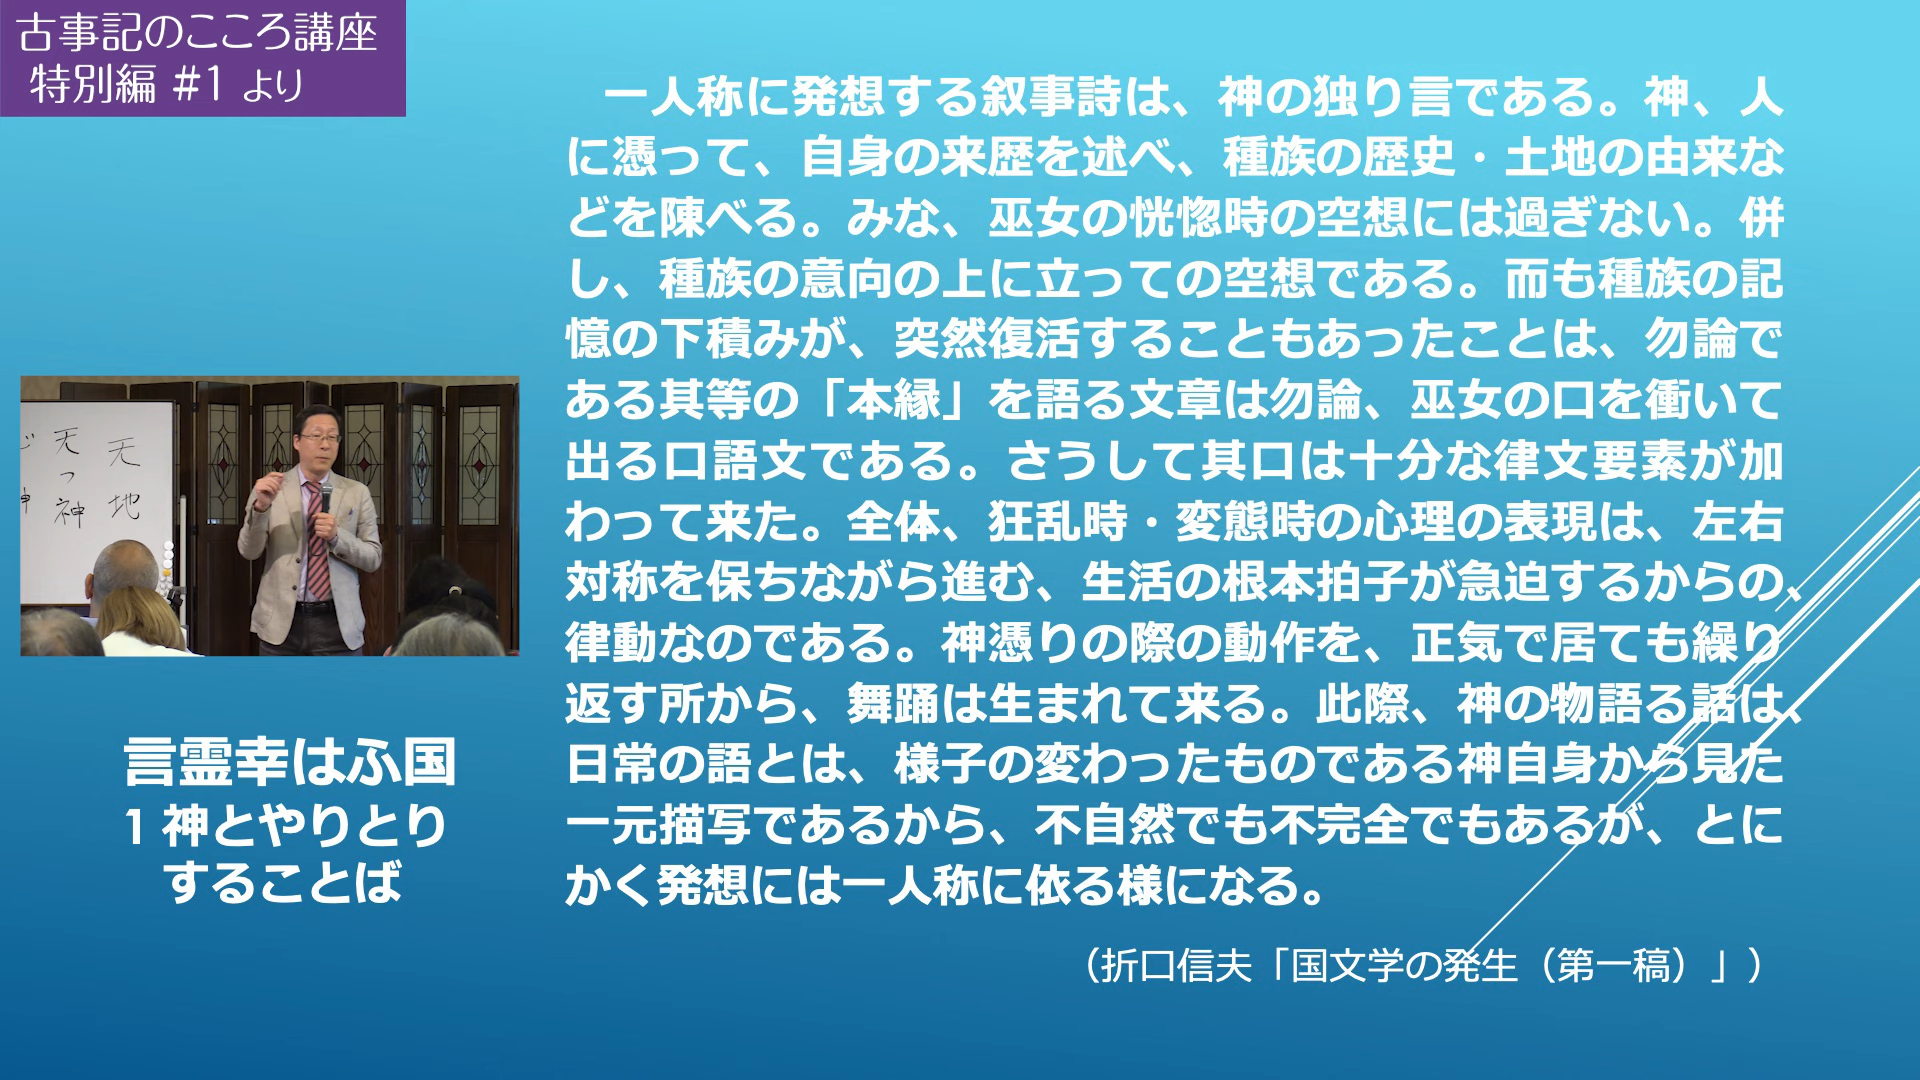 古事記のこころ講座
特別編 #1 より
一人称に発想する叙事詩は、神の独り言である。神、人
に憑って、自身の来歴を述べ、種族の歴史・土地の由来な
どを陳べる。みな、巫女の恍惚時の空想には過ぎない。併
し、種族の意向の上に立っての空想である。而も種族の記
憶の下積みが、突然復活することもあったことは、勿論で
ある其等の「本縁」を語る文章は勿論、巫女の口を衝いて
出る口語文である。さうして其口は十分な律文要素が加
わって来た。全体、狂乱時・変態時の心理の表現は、左右
対称を保ちながら進む、生活の根本拍子が急迫するからの、
律動なのである。神憑りの際の動作を、正気で居ても繰り
返す所から、舞踊は生まれて来る。此際、神の物語る話は、
日常の語とは、様子の変わったものである神自身から見た
一元描写であるから、不自然でも不完全でもあるが、とに
かく発想には一人称に依る様になる。
（折口信夫「国文学の発生（第一稿）」）
天地
天つ神
神
言霊幸はふ国
1 神とやりとり
することば